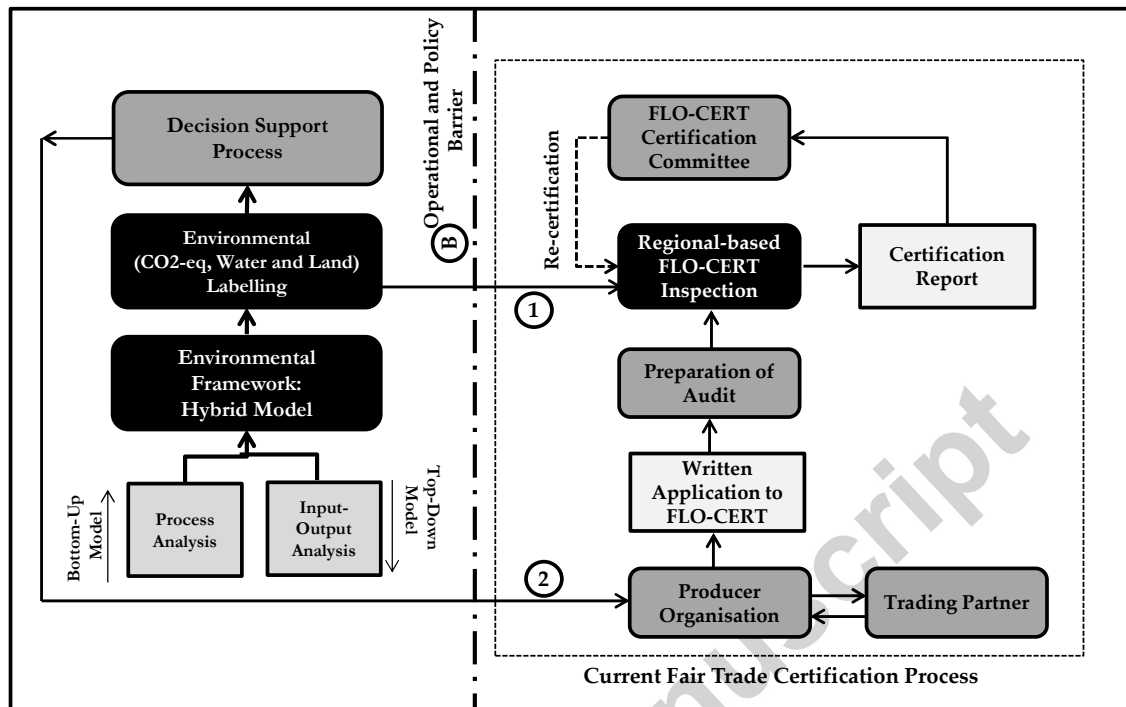 Decision Support
Process
Environmental
(CO2-eq, Water and Land)
Labelling
Environmental
Framework:
Hybrid Model
Bottom-Up
Model
Process
Analysis
Input-
Output
Analysis
Top-Down
Model
Operational and Policy
Barrier
B
1
2
FLO-CERT
Certification
Committee
Re-certification
Regional-based
FLO-CERT
Inspection
Certification
Report
Preparation of
Audit
Written
Application to
FLO-CERT
Producer
Organisation
Trading Partner
Current Fair Trade Certification Process
nuscript